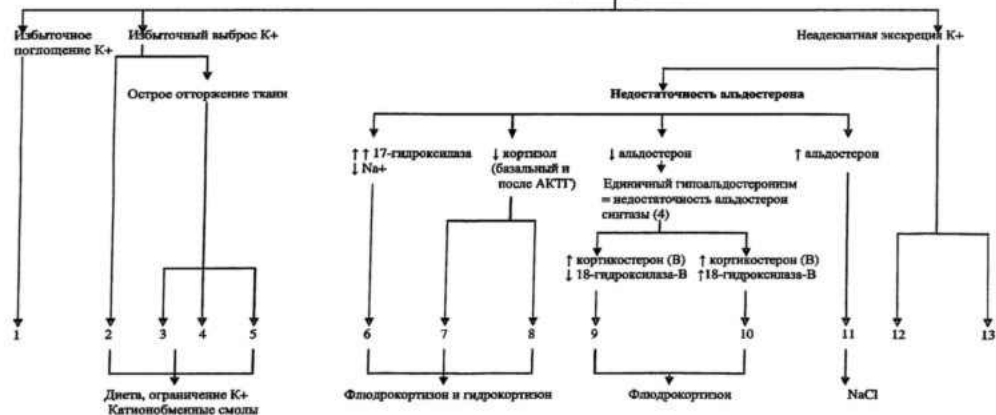 Избыточное
поглощение К+
Избыточный выброс К+
Неадекватная экскреция К+
Острое отторжение ткани
Недостаточность альдостерона
↑ ↑ 17-гидроксилаза
↓ Na+
↓ кортизол
(базальный и
после АКТГ)
↓ альдостерон
↑ альдостерон
Единичный гипоальдостеронизм
= недостаточность альдостерон
синтазы (4)
↑ кортикостерон (В)
↓ 18-гидроксилаза-В
↑ кортикостерон (В)
↑18-гидроксилаза-В
1 2 3 4 5 6 7 8 9 10 11 12 13
Диета, ограничение К+
Катионобменные смолы
Флюдрокортизон и гидрокортизон
Флюдрокортизон
NaCl